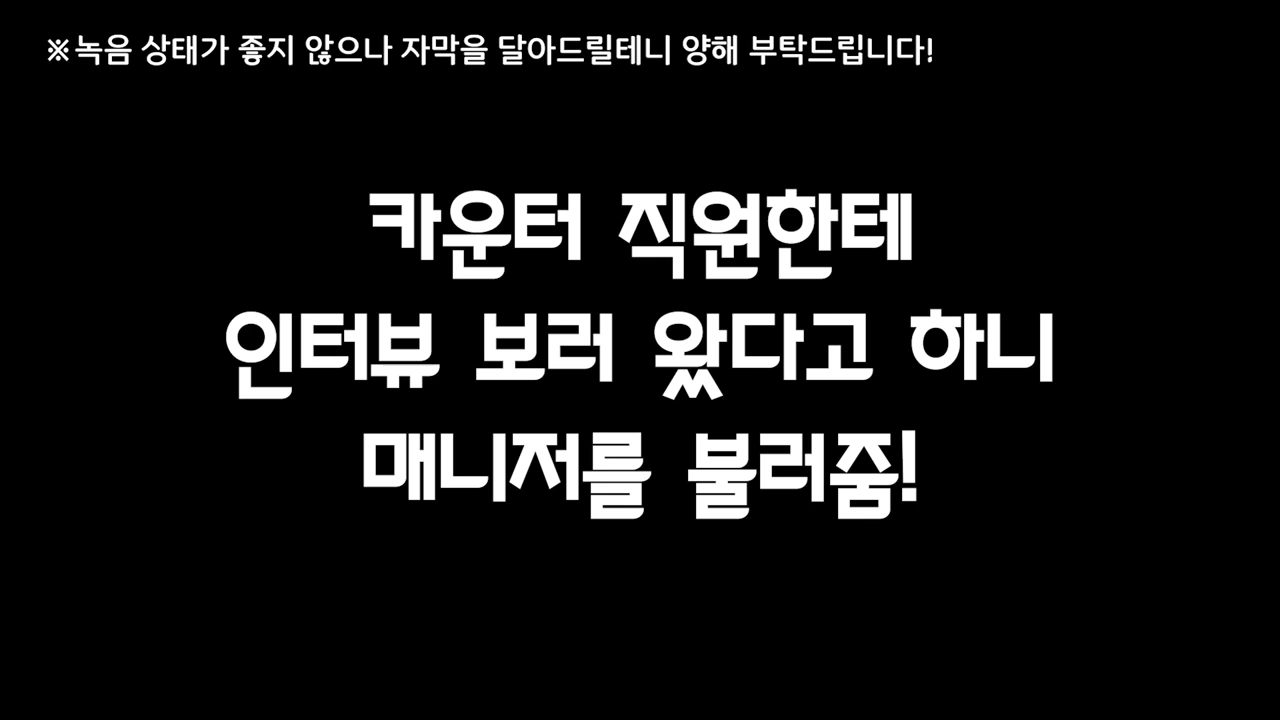 ※녹음 상태가 좋지 않으나 자막을 달아드릴테니 양해 부탁드립니다!
카운터 직원한테
인터뷰 보러 왔다고 하니
매니저를 불러줌!